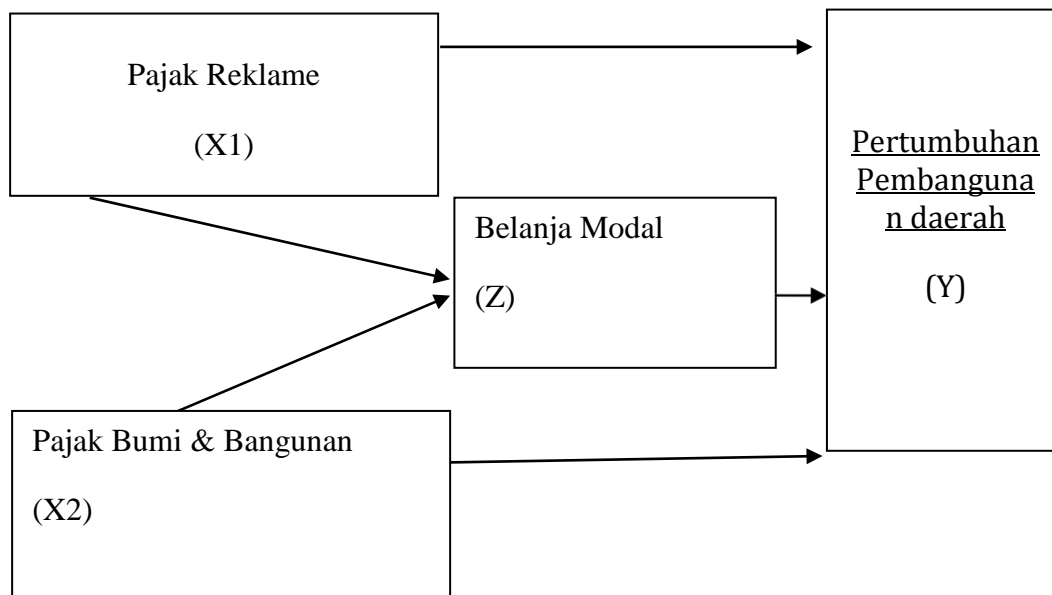 Pajak Reklame
(X1)
Belanja Modal
(Z)
Pertumbuhan
Pembanguna
n daerah
(Y)
Pajak Bumi & Bangunan
(X2)